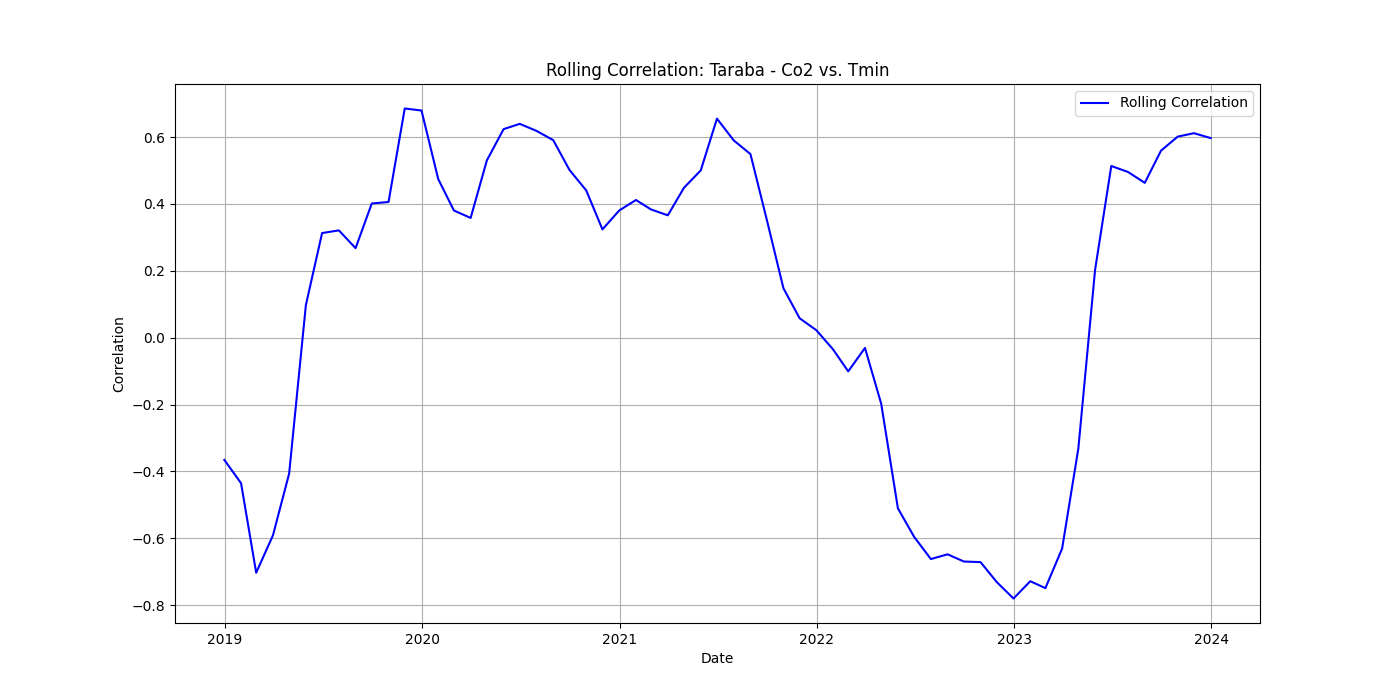 Rolling Correlation: Taraba - Co2 vs. Tmin
Rolling Correlation
Correlation
0.6
0.4
0.2
0.0
−0.2
−0.4
−0.6
−0.8
2019 2020 2021 2022 2023 2024
Date